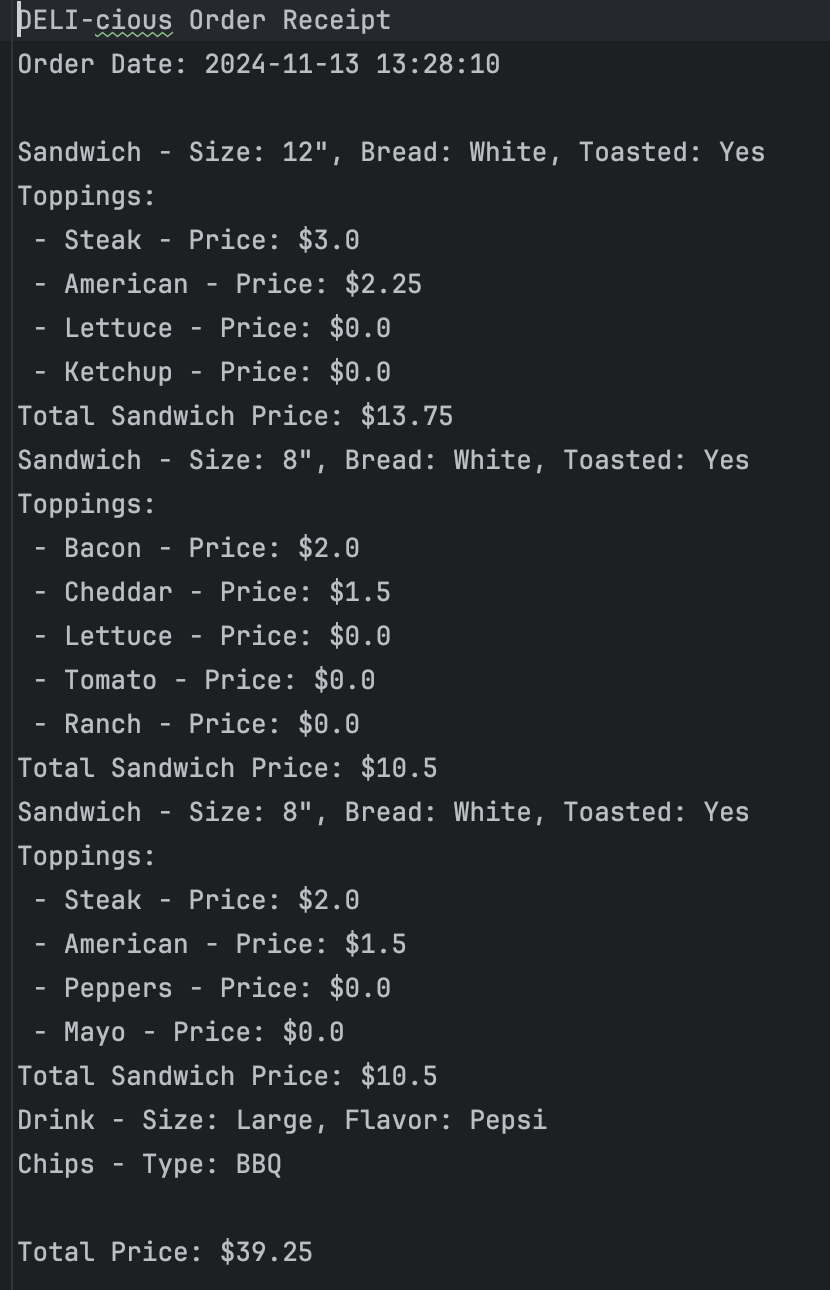 DELI-cious Order Receipt
Order Date: 2024-11-13 13:28:10
Sandwich - Size: 12", Bread: White, Toasted: Yes
Toppings:
 - Steak - Price: $3.0
 - American - Price: $2.25
 - Lettuce - Price: $0.0
 - Ketchup - Price: $0.0
Total Sandwich Price: $13.75
Sandwich - Size: 8", Bread: White, Toasted: Yes
Toppings:
 - Bacon - Price: $2.0
 - Cheddar - Price: $1.5
 - Lettuce - Price: $0.0
 - Tomato - Price: $0.0
 - Ranch - Price: $0.0
Total Sandwich Price: $10.5
Sandwich - Size: 8", Bread: White, Toasted: Yes
Toppings:
 - Steak - Price: $2.0
 - American - Price: $1.5
 - Peppers - Price: $0.0
 - Mayo - Price: $0.0
Total Sandwich Price: $10.5
Drink - Size: Large, Flavor: Pepsi
Chips - Type: BBQ
Total Price: $39.25